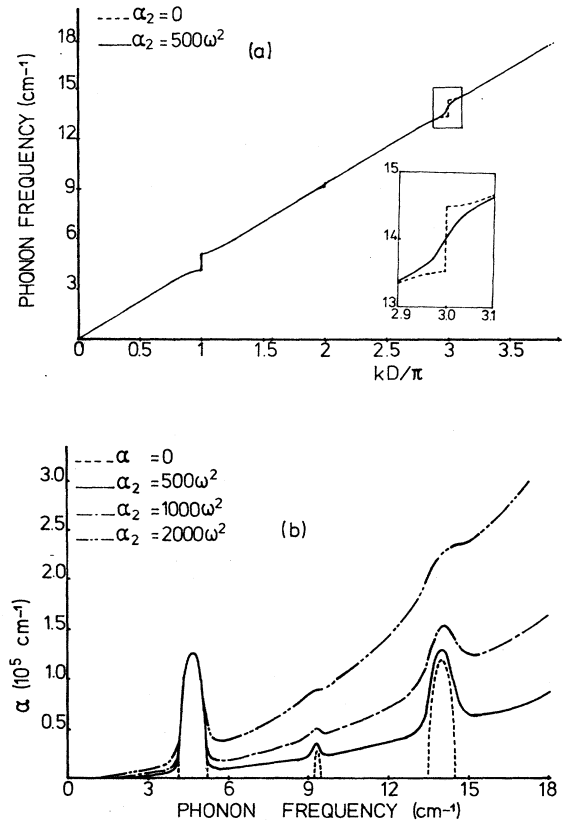 α₂ = 0
α₂ = 500ω²
(a)
PHONON FREQUENCY (cm⁻¹)
18
15
12
9
6
3
0 0.5 1 1.5 2 2.5 3 3.5
kD/π
15
14
13
2.9 3.0 3.1
α = 0
α₂ = 500ω²
α₂ = 1000ω²
α₂ = 2000ω²
(b)
α (10⁵ cm⁻¹)
3.0
2.5
2.0
1.5
1.0
0.5
0 3 6 9 12 15 18
PHONON FREQUENCY (cm⁻¹)